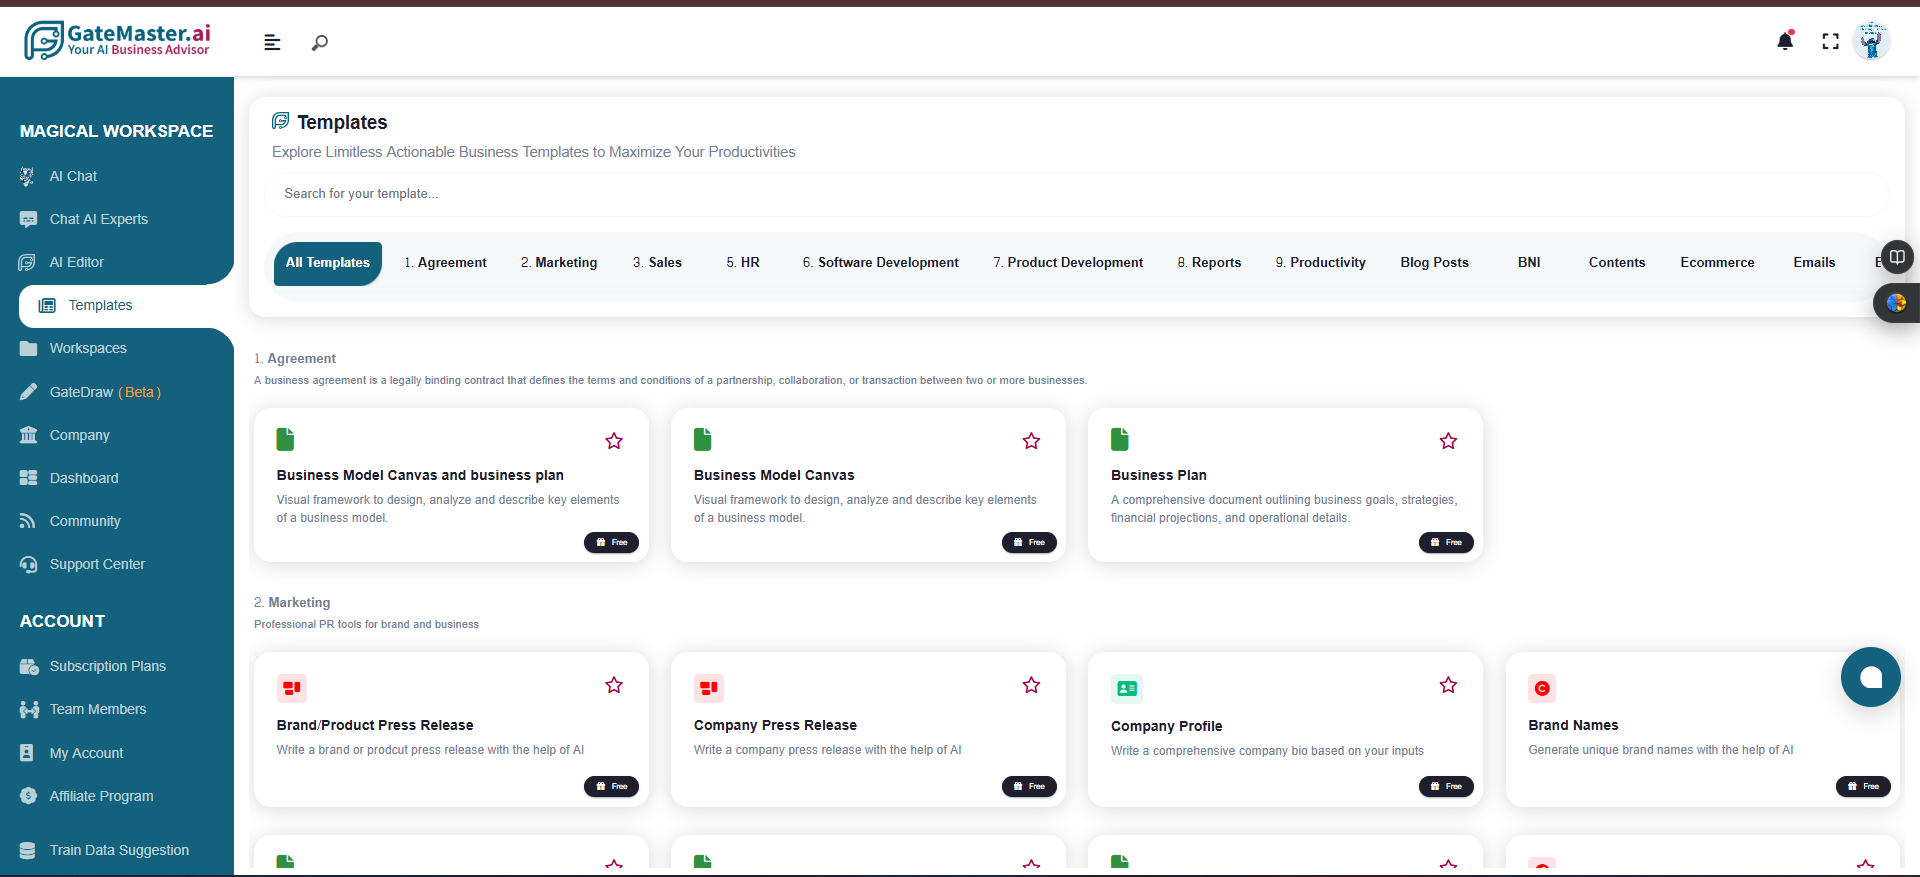 GateMaster.ai
Your AI Business Advisor
MAGICAL WORKSPACE
AI Chat
Chat AI Experts
AI Editor
Templates
Workspaces
GateDraw ( Beta )
Company
Dashboard
Community
Support Center
ACCOUNT
Subscription Plans
Team Members
My Account
Affiliate Program
Train Data Suggestion
Templates
Explore Limitless Actionable Business Templates to Maximize Your Productivities
Search for your template...
All Templates 1. Agreement 2. Marketing 3. Sales 5. HR 6. Software Development 7. Product Development 8. Reports 9. Productivity Blog Posts BNI Contents Ecommerce Emails
1. Agreement
A business agreement is a legally binding contract that defines the terms and conditions of a partnership, collaboration, or transaction between two or more businesses.
Business Model Canvas and business plan
Visual framework to design, analyze and describe key elements
of a business model.
Free
Business Model Canvas
Visual framework to design, analyze and describe key elements
of a business model.
Free
Business Plan
A comprehensive document outlining business goals, strategies,
financial projections, and operational details.
Free
2. Marketing
Professional PR tools for brand and business
Brand/Product Press Release
Write a brand or prodcut press release with the help of AI
Free
Company Press Release
Write a company press release with the help of AI
Free
Company Profile
Write a comprehensive company bio based on your inputs
Free
Brand Names
Generate unique brand names with the help of AI
Free